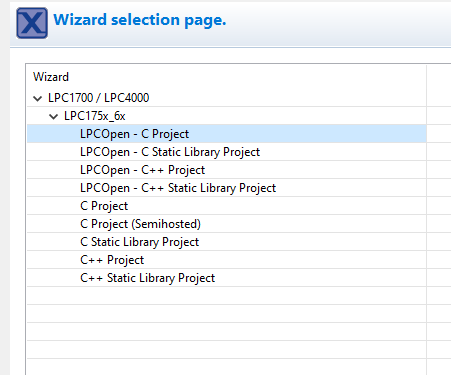 Wizard selection page.
Wizard
LPC1700 / LPC4000
LPC175x_6x
LPCOpen - C Project
LPCOpen - C Static Library Project
LPCOpen - C++ Project
LPCOpen - C++ Static Library Project
C Project
C Project (Semihosted)
C Static Library Project
C++ Project
C++ Static Library Project